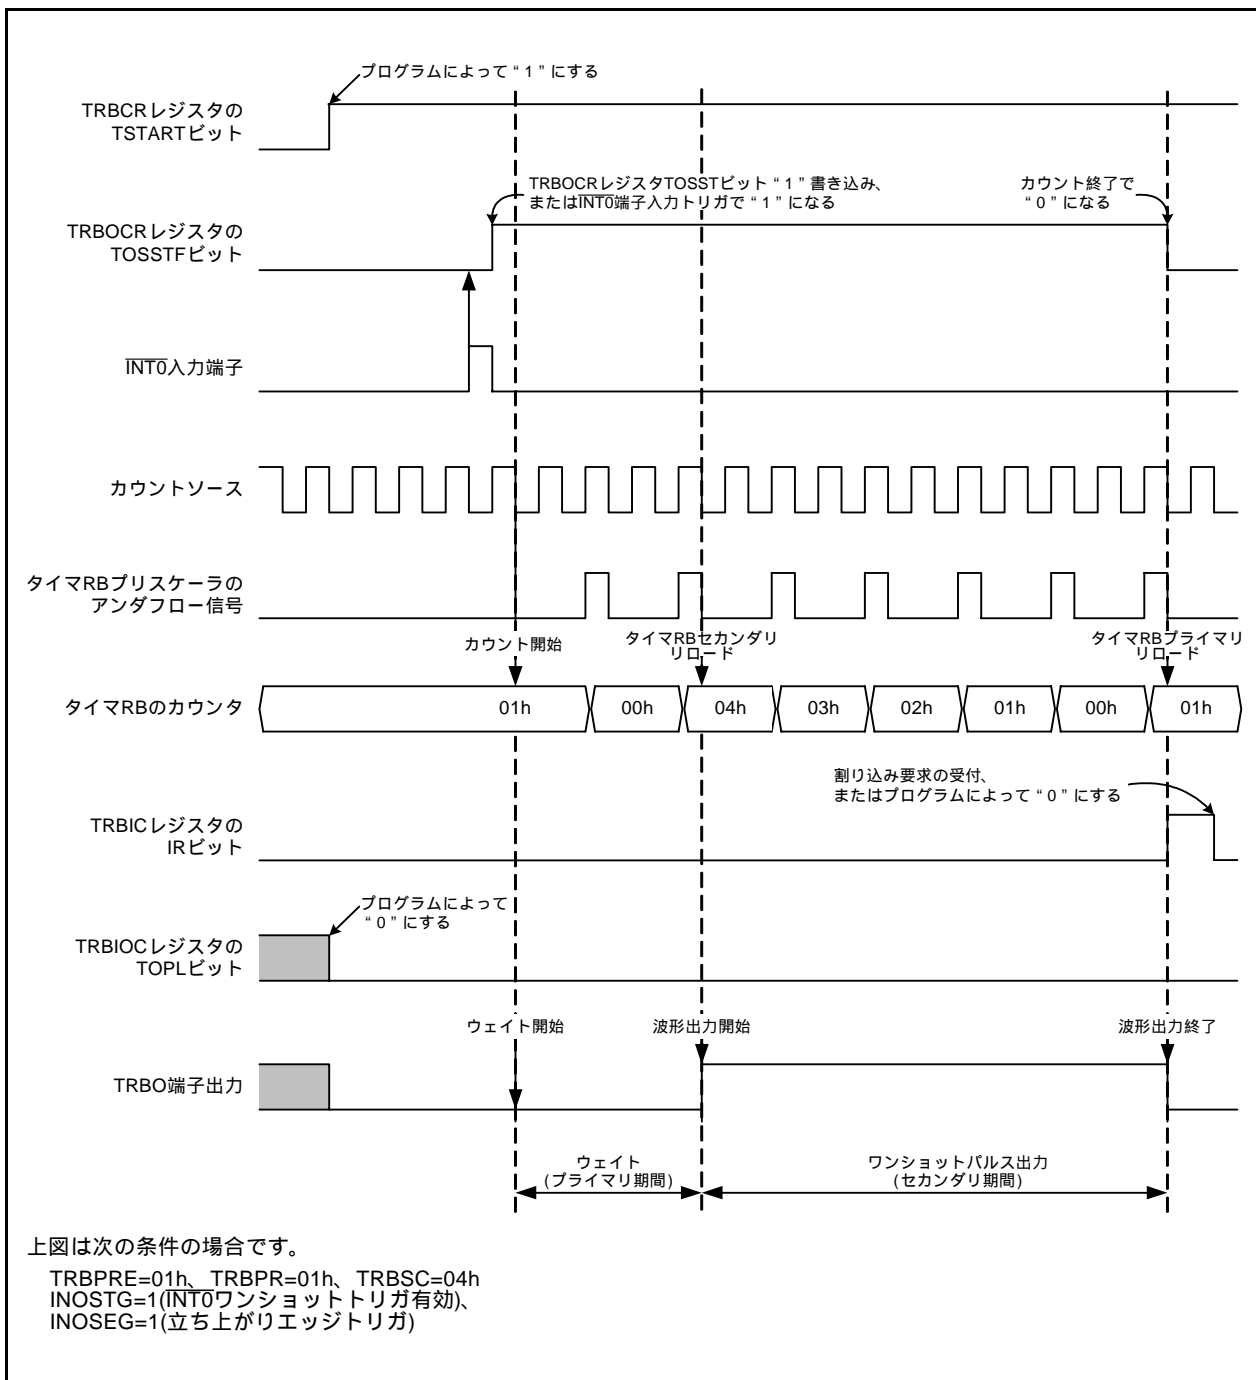 プログラムによって“1”にする
TRBCRレジスタの
TSTARTビット
TRBOCRレジスタTOSSTビット“1”書き込み、
またはINT0端子入力トリガで“1”になる
カウント終了で
“0”になる
TRBOCRレジスタの
TOSSTFビット
INT0入力端子
カウントソース
タイマRBプリスケーラの
アンダフロー信号
カウント開始
タイマRBセカンダリ
リロード
タイマRBプライマリ
リロード
タイマRBのカウンタ
01h 00h 04h 03h 02h 01h 00h 01h
割り込み要求の受付、
またはプログラムによって“0”にする
TRBICレジスタの
IRビット
プログラムによって
“0”にする
TRBIOCレジスタの
TOPLビット
ウェイト開始
波形出力開始
波形出力終了
TRBO端子出力
ウェイト
(プライマリ期間)
ワンショットパルス出力
(セカンダリ期間)
上図は次の条件の場合です。
TRBPRE=01h、TRBPR=01h、TRBSC=04h
INOSTG=1(INT0ワンショットトリガ有効)、
INOSEG=1(立ち上がりエッジトリガ)